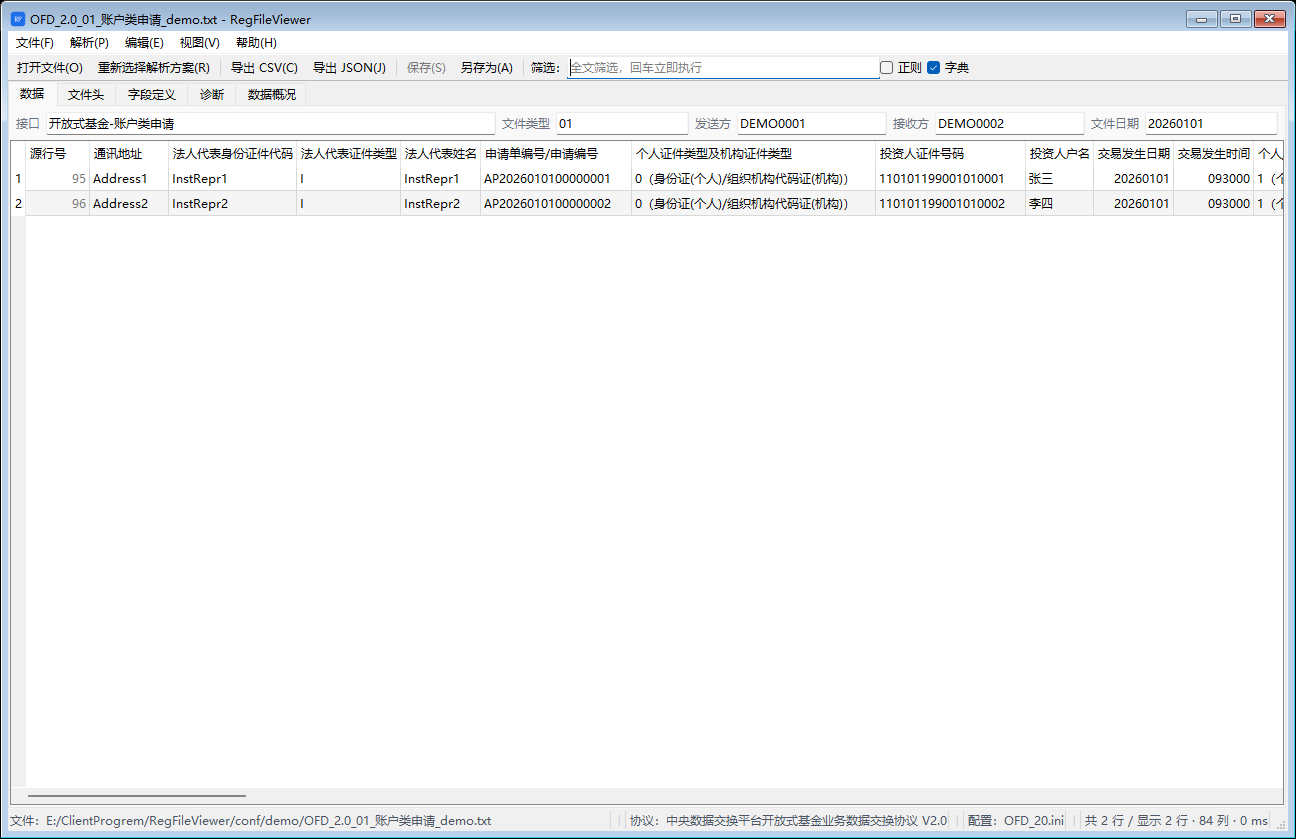 OFD_2.0_01_账户类申请_demo.txt - RegFileViewer
文件(F) 解析(P) 编辑(E) 视图(V) 帮助(H)
打开文件(O) 重新选择解析方案(R) 导出 CSV(C) 导出 JSON(J) 保存(S) 另存为(A) 筛选: 全文筛选，回车立即执行 正则 字典
数据 文件头 字段定义 诊断 数据概况
接口 开放式基金-账户类申请 文件类型 01 发送方 DEMO0001 接收方 DEMO0002 文件日期 20260101
源行号 通讯地址 法人代表身份证件代码 法人代表证件类型 法人代表姓名 申请单编号/申请编号 个人证件类型及机构证件类型 投资人证件号码 投资人户名 交易发生日期 交易发生时间 个人
1 95 Address1 InstRepr1 I InstRepr1 AP2026010100000001 0（身份证(个人)/组织机构代码证(机构)） 110101199001010001 张三 20260101 093000 1（个
2 96 Address2 InstRepr2 I InstRepr2 AP2026010100000002 0（身份证(个人)/组织机构代码证(机构)） 110101199001010002 李四 20260101 093000 1（个
文件: E:/ClientProgrem/RegFileViewer/conf/demo/OFD_2.0_01_账户类申请_demo.txt 协议: 中央数据交换平台开放式基金业务数据交换协议 V2.0 配置: OFD_20.ini 共 2 行 / 显示 2 行 · 84 列 · 0 ms